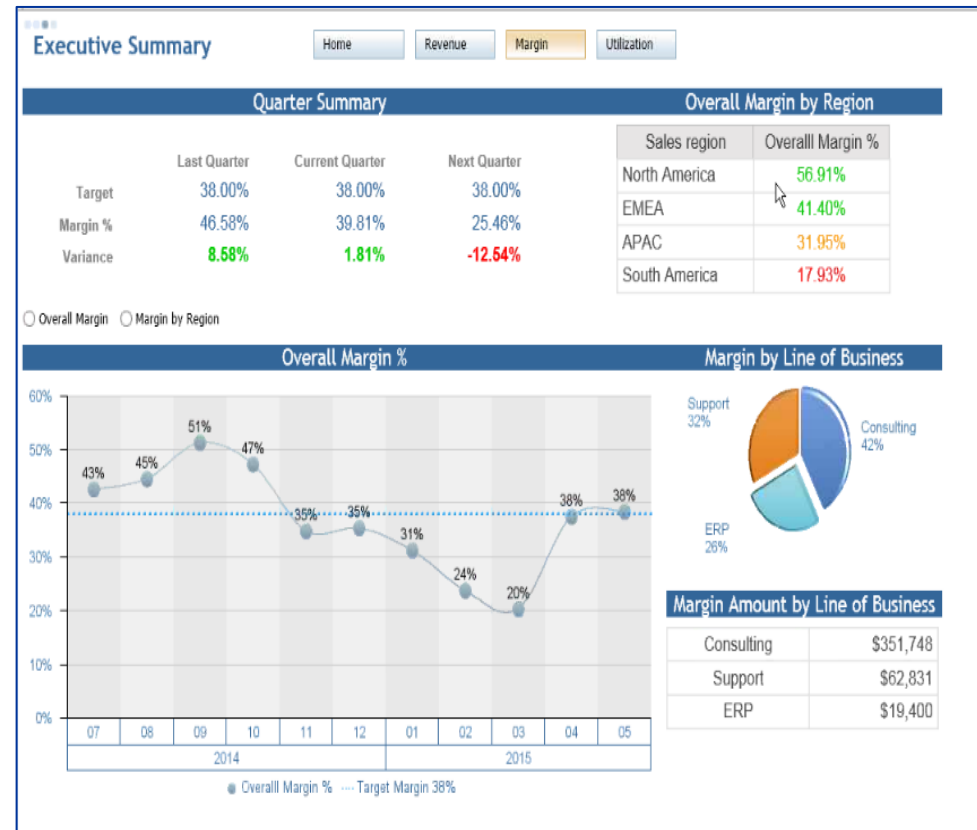 Executive Summary
Home
Revenue
Margin
Utilization
Quarter Summary
Last Quarter Current Quarter Next Quarter
Target 38.00% 38.00% 38.00%
Margin % 46.58% 39.81% 25.46%
Variance 8.58% 1.81% -12.54%
Overall Margin by Region
Sales region Overalll Margin %
North America 56.91%
EMEA 41.40%
APAC 31.95%
South America 17.93%
Overall Margin Margin by Region
Overall Margin %
60%
50%
40%
30%
20%
10%
0%
43% 45% 51% 47% 35% 35% 31% 24% 20% 38% 38%
07 08 09 10 11 12 01 02 03 04 05
2014 2015
Overalll Margin % Target Margin 38%
Margin by Line of Business
Support
32%
Consulting
42%
ERP
26%
Margin Amount by Line of Business
Consulting $351,748
Support $62,831
ERP $19,400